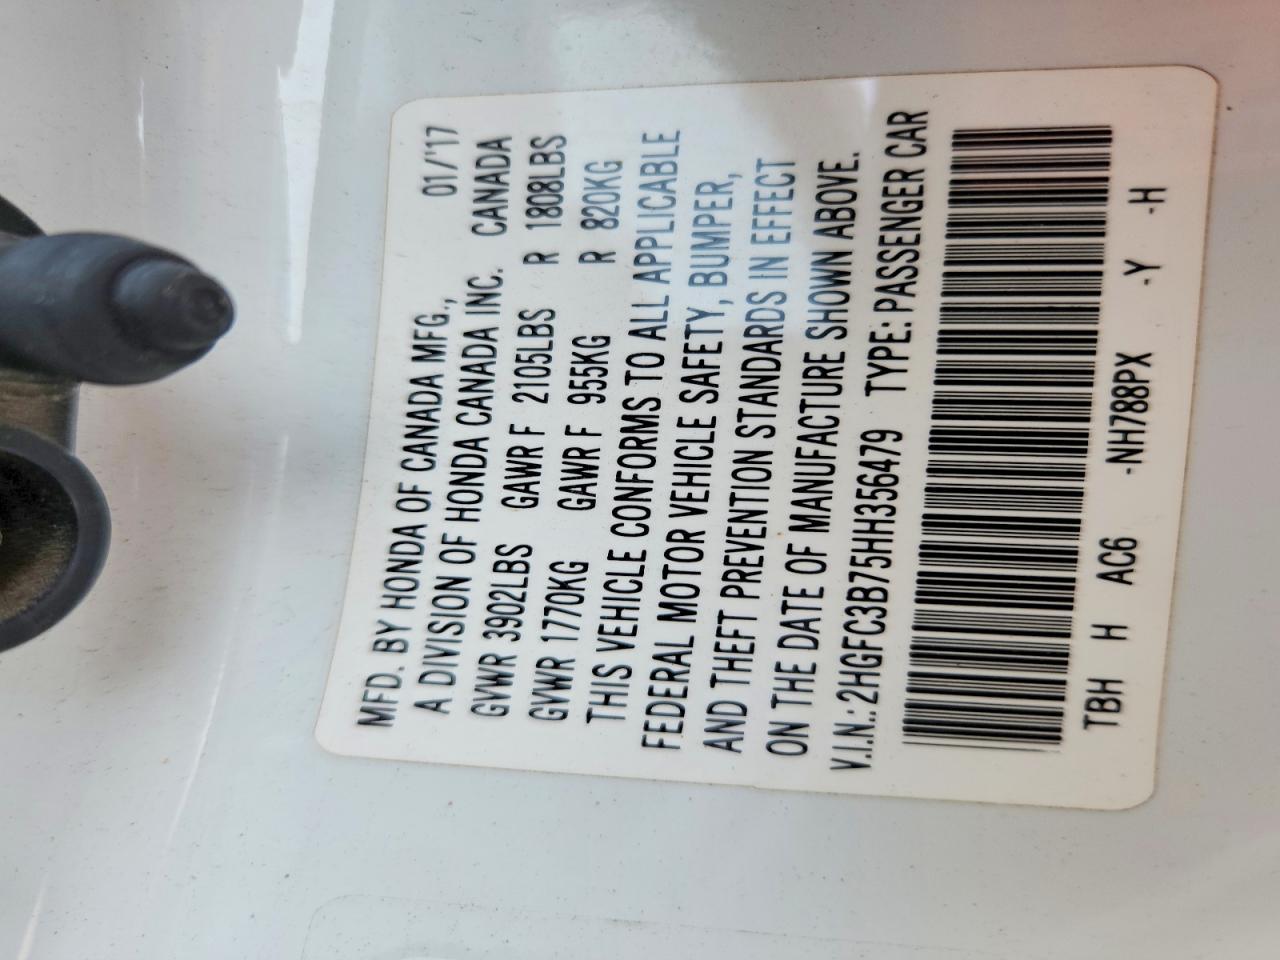 MFD. BY HONDA OF CANADA MFG., 01/'17
A DIVISION OF HONDA CANADA INC. CANADA
GVWR 3902LBS GAWR F 2105LBS R 1808LBS
GVWR 1770KG GAWR F 955KG R 820KG
THIS VEHICLE CONFORMS TO ALL APPLICABLE
FEDERAL MOTOR VEHICLE SAFETY, BUMPER,
AND THEFT PREVENTION STANDARDS IN EFFECT
ON THE DATE OF MANUFACTURE SHOWN ABOVE.
V.I.N.: 2HGFC3B75HH356479 TYPE: PASSENGER CAR
TBH H AC6 -NH788PX -Y -H